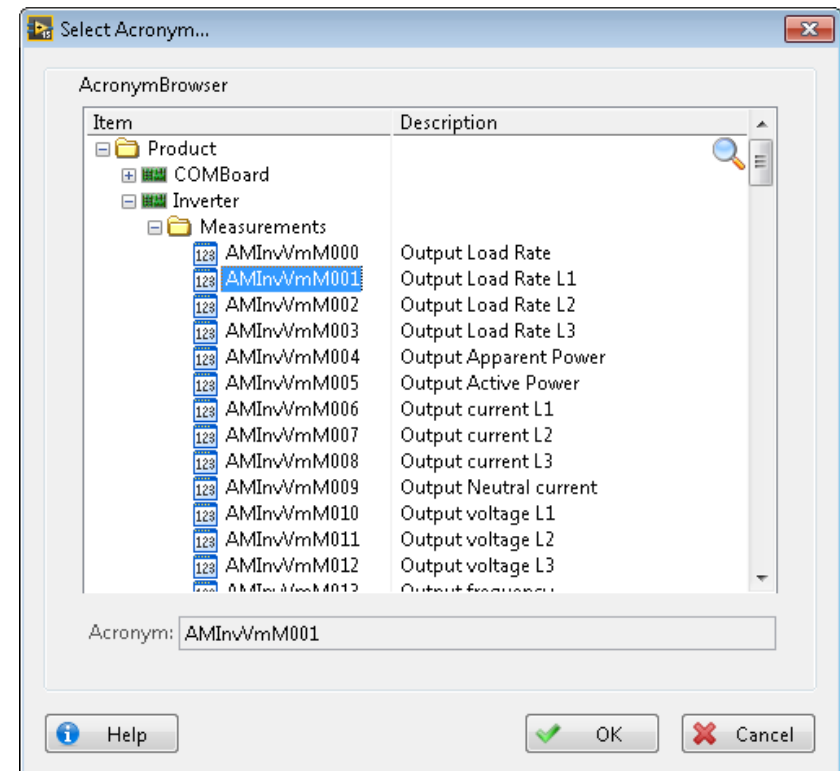 Select Acronym...
AcronymBrowser
Item Description
Product
COMBoard
Inverter
Measurements
AMInvVmM000 Output Load Rate
AMInvVmM001 Output Load Rate L1
AMInvVmM002 Output Load Rate L2
AMInvVmM003 Output Load Rate L3
AMInvVmM004 Output Apparent Power
AMInvVmM005 Output Active Power
AMInvVmM006 Output current L1
AMInvVmM007 Output current L2
AMInvVmM008 Output current L3
AMInvVmM009 Output Neutral current
AMInvVmM010 Output voltage L1
AMInvVmM011 Output voltage L2
AMInvVmM012 Output voltage L3
AMInvVmM013 Output frequency
Acronym: AMInvVmM001
Help OK Cancel